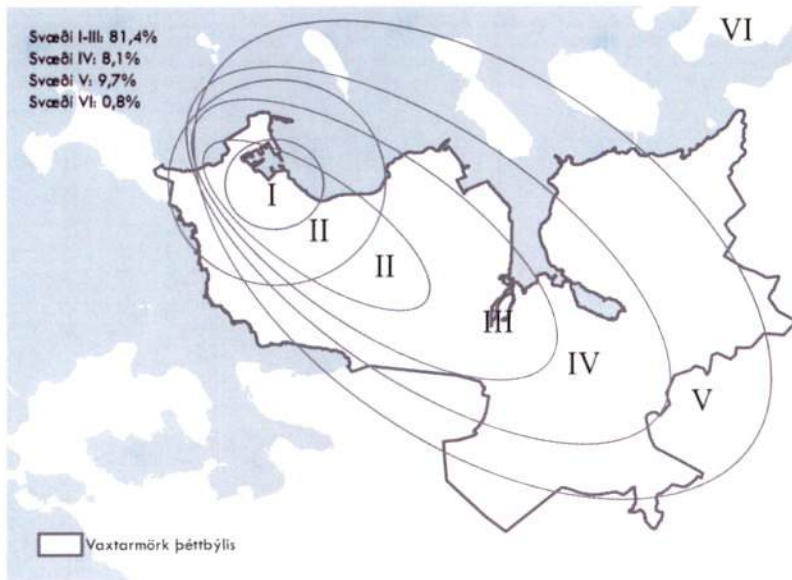 Svæði I-III: 81,4%
Svæði IV: 8,1%
Svæði V: 9,7%
Svæði VI: 0,8%
VI
I
II
II
III
IV
V
Vaxtarmörk þéttbýlis